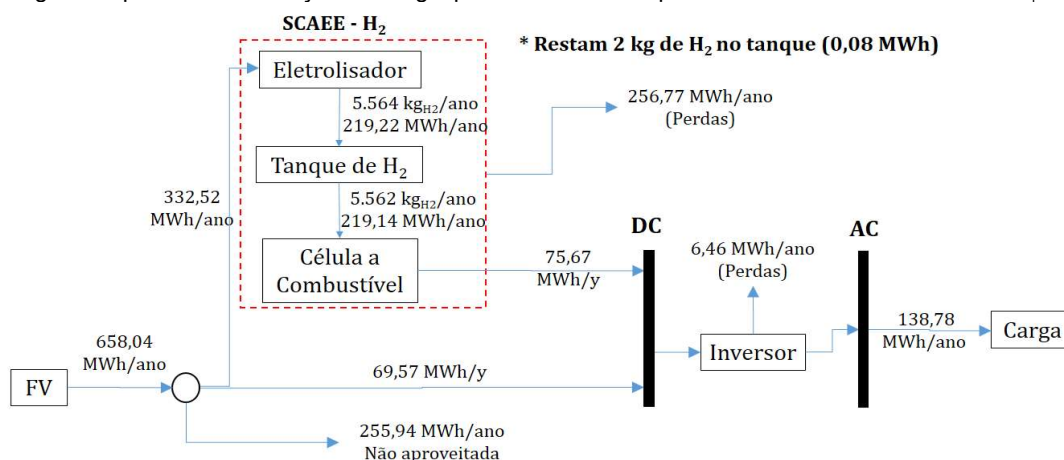 SCAEE - H2
* Restam 2 kg de H2 no tanque (0,08 MWh)
Eletrolisador
5.564 kgH2/ano
219,22 MWh/ano
256,77 MWh/ano
(Perdas)
Tanque de H2
332,52
MWh/ano
5.562 kgH2/ano
219,14 MWh/ano
Célula a
Combustível
75,67
MWh/y
DC
6,46 MWh/ano
(Perdas)
AC
Inversor
138,78
MWh/ano
Carga
658,04
MWh/ano
FV
69,57 MWh/y
255,94 MWh/ano
Não aproveitada